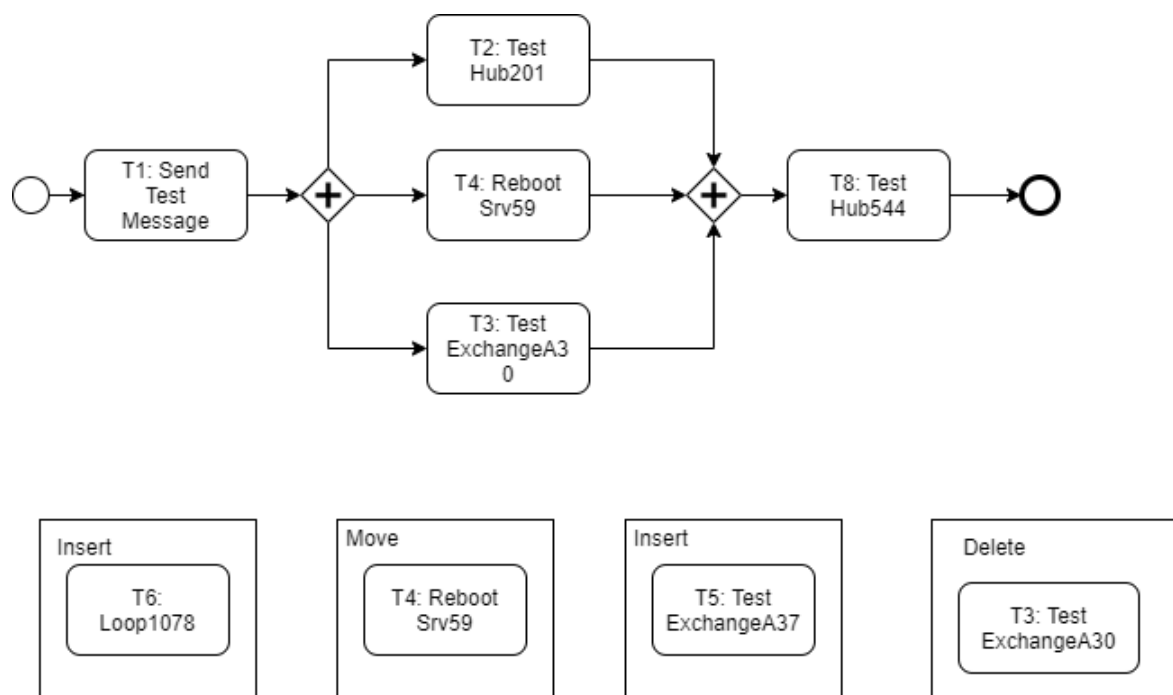 T2: Test
Hub201
T1: Send
Test
Message
T4: Reboot
Srv59
T8: Test
Hub544
T3: Test
ExchangeA3
0
Insert
T6:
Loop1078
Move
T4: Reboot
Srv59
Insert
T5: Test
ExchangeA37
Delete
T3: Test
ExchangeA30